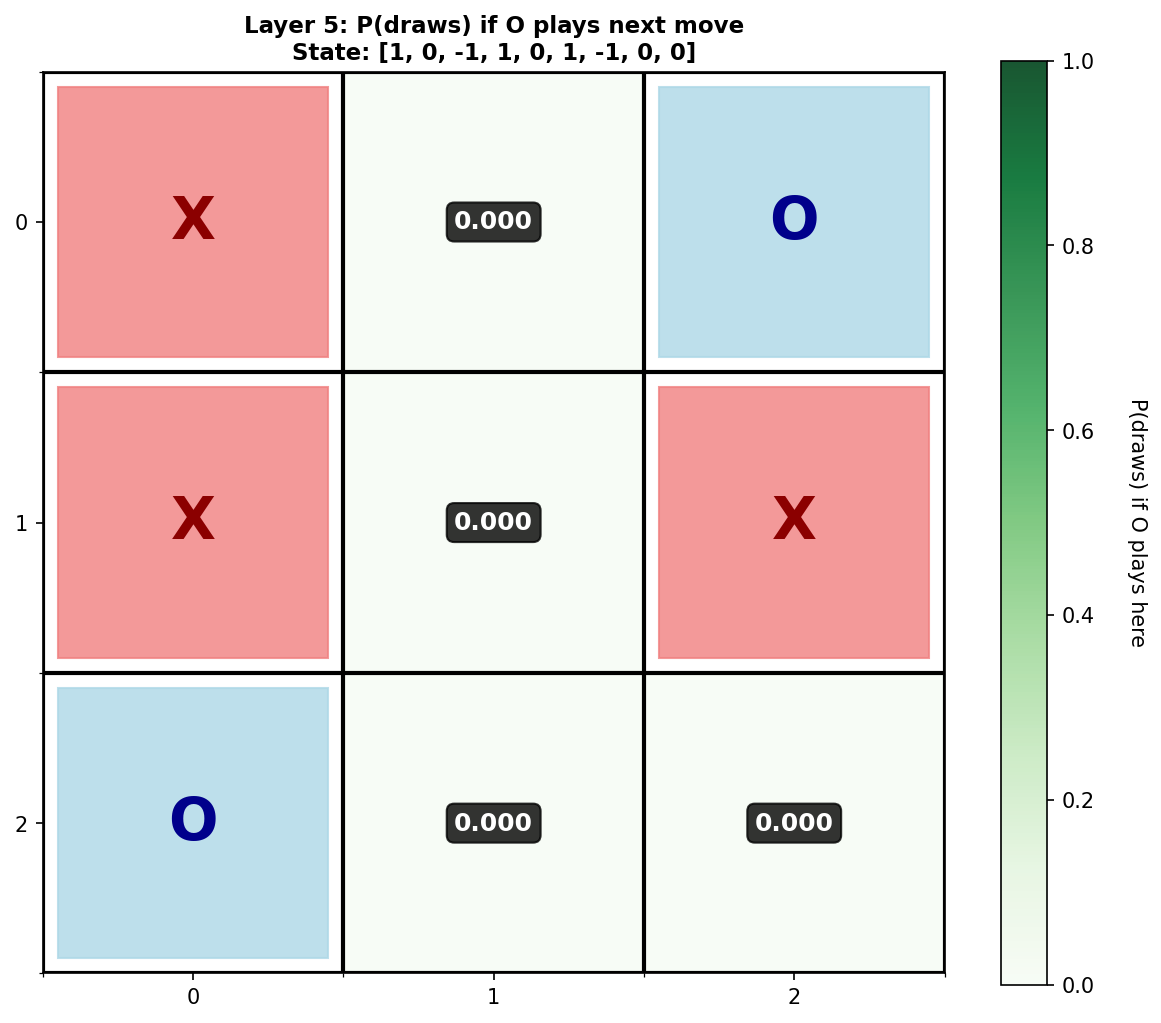 Layer 5: P(draws) if O plays next move
State: [1, 0, -1, 1, 0, 1, -1, 0, 0]
X
0.000
O
X
0.000
X
O
0.000
0.000
0
1
2
0
1
2
1.0
0.8
0.6
0.4
0.2
0.0
P(draws) if O plays here